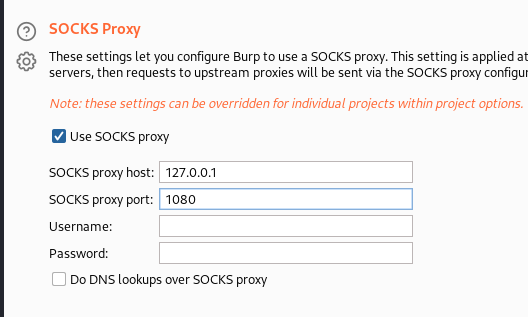 SOCKS Proxy
These settings let you configure Burp to use a SOCKS proxy. This setting is applied at
servers, then requests to upstream proxies will be sent via the SOCKS proxy configur
Note: these settings can be overridden for individual projects within project options.
Use SOCKS proxy
SOCKS proxy host: 127.0.0.1
SOCKS proxy port: 1080
Username:
Password:
Do DNS lookups over SOCKS proxy